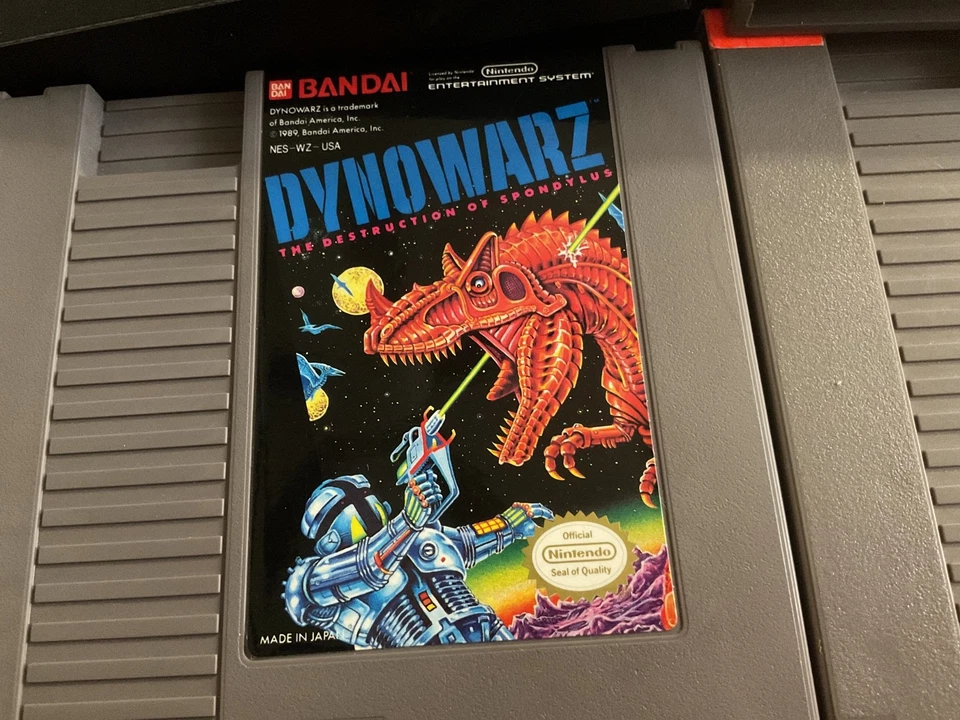 BAN
DAI
BANDAI
Licensed by Nintendo
for play on the
Nintendo
ENTERTAINMENT SYSTEM
DYNOWARZ is a trademark
of Bandai America, Inc.
© 1989, Bandai America, Inc.
NES-WZ-USA
DYNOWARZ
THE DESTRUCTION OF SPONDYLUS
Official
Nintendo
Seal of Quality
MADE IN JAPAN